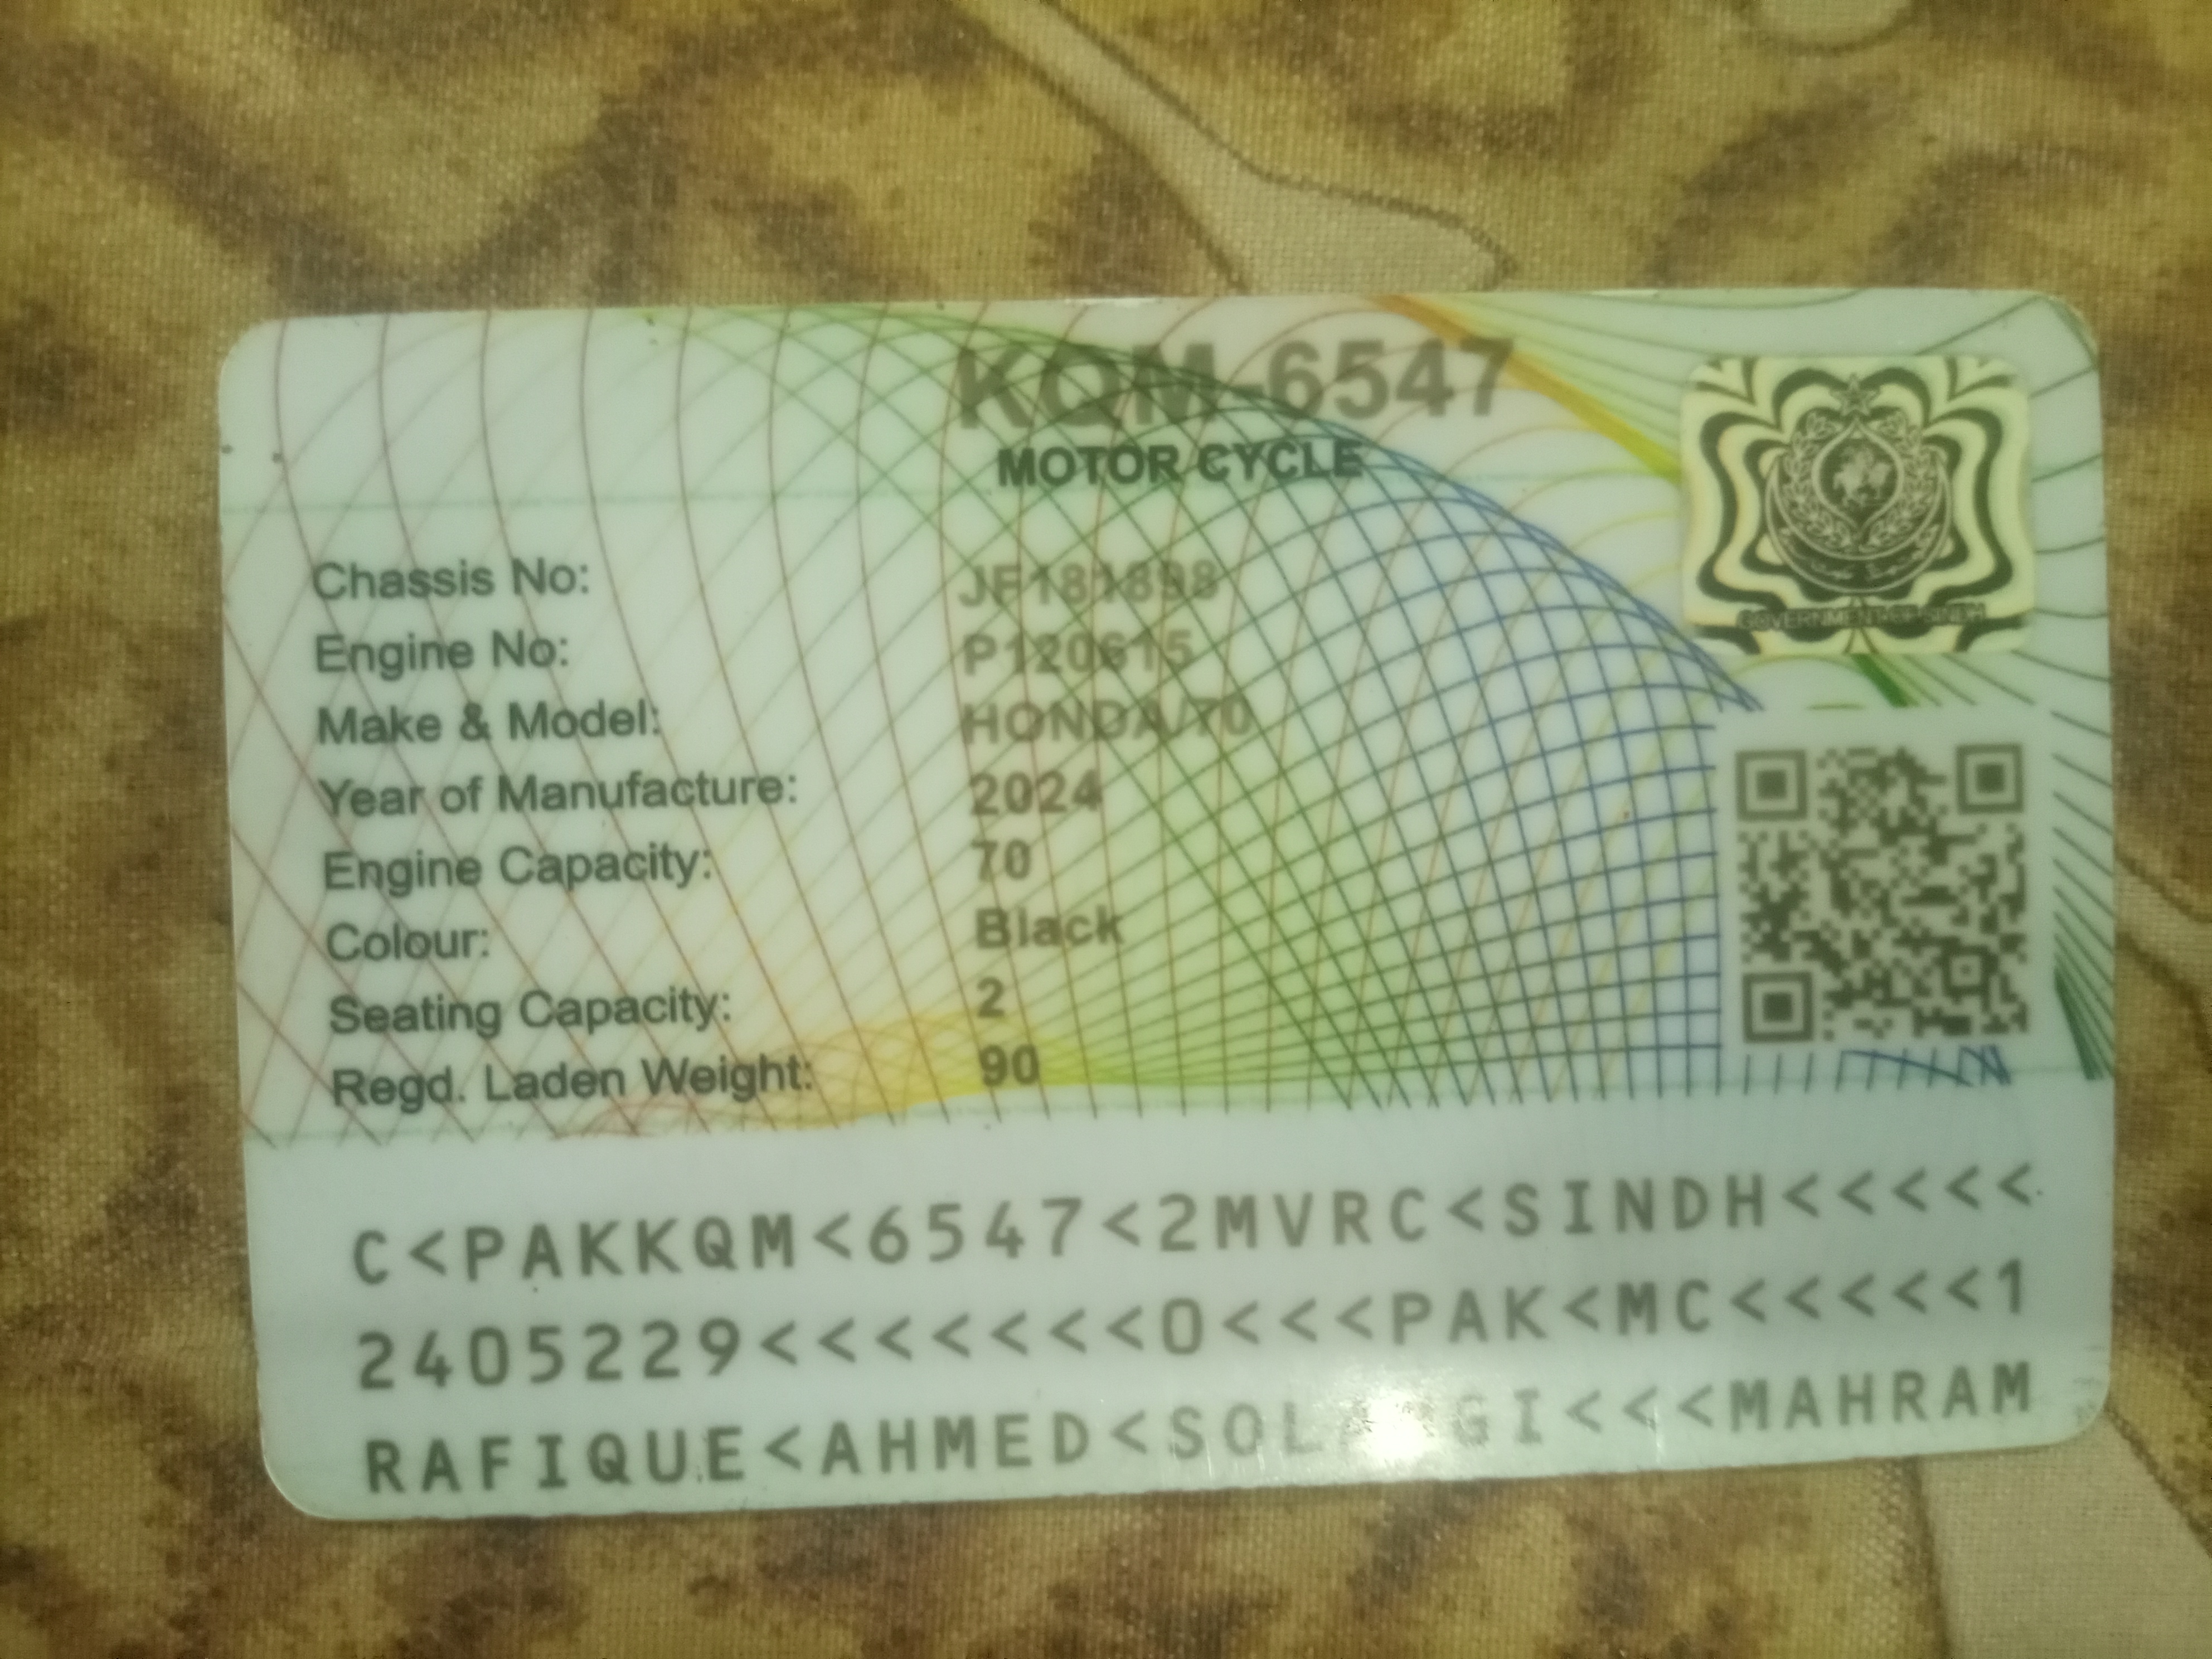 KQM-6547
MOTOR CYCLE
GOVERNMENT OF SINDH
Chassis No: JF181898
Engine No: P120615
Make & Model: HONDA/70
Year of Manufacture: 2024
Engine Capacity: 70
Colour: Black
Seating Capacity: 2
Regd. Laden Weight: 90
C<PAKKQM<6547<2MVRC<SINDH<<<<<
2405229<<<<<<<0<<<PAK<MC<<<<<1
RAFIQUE<AHMED<SOLANGI<<<MAHRAM